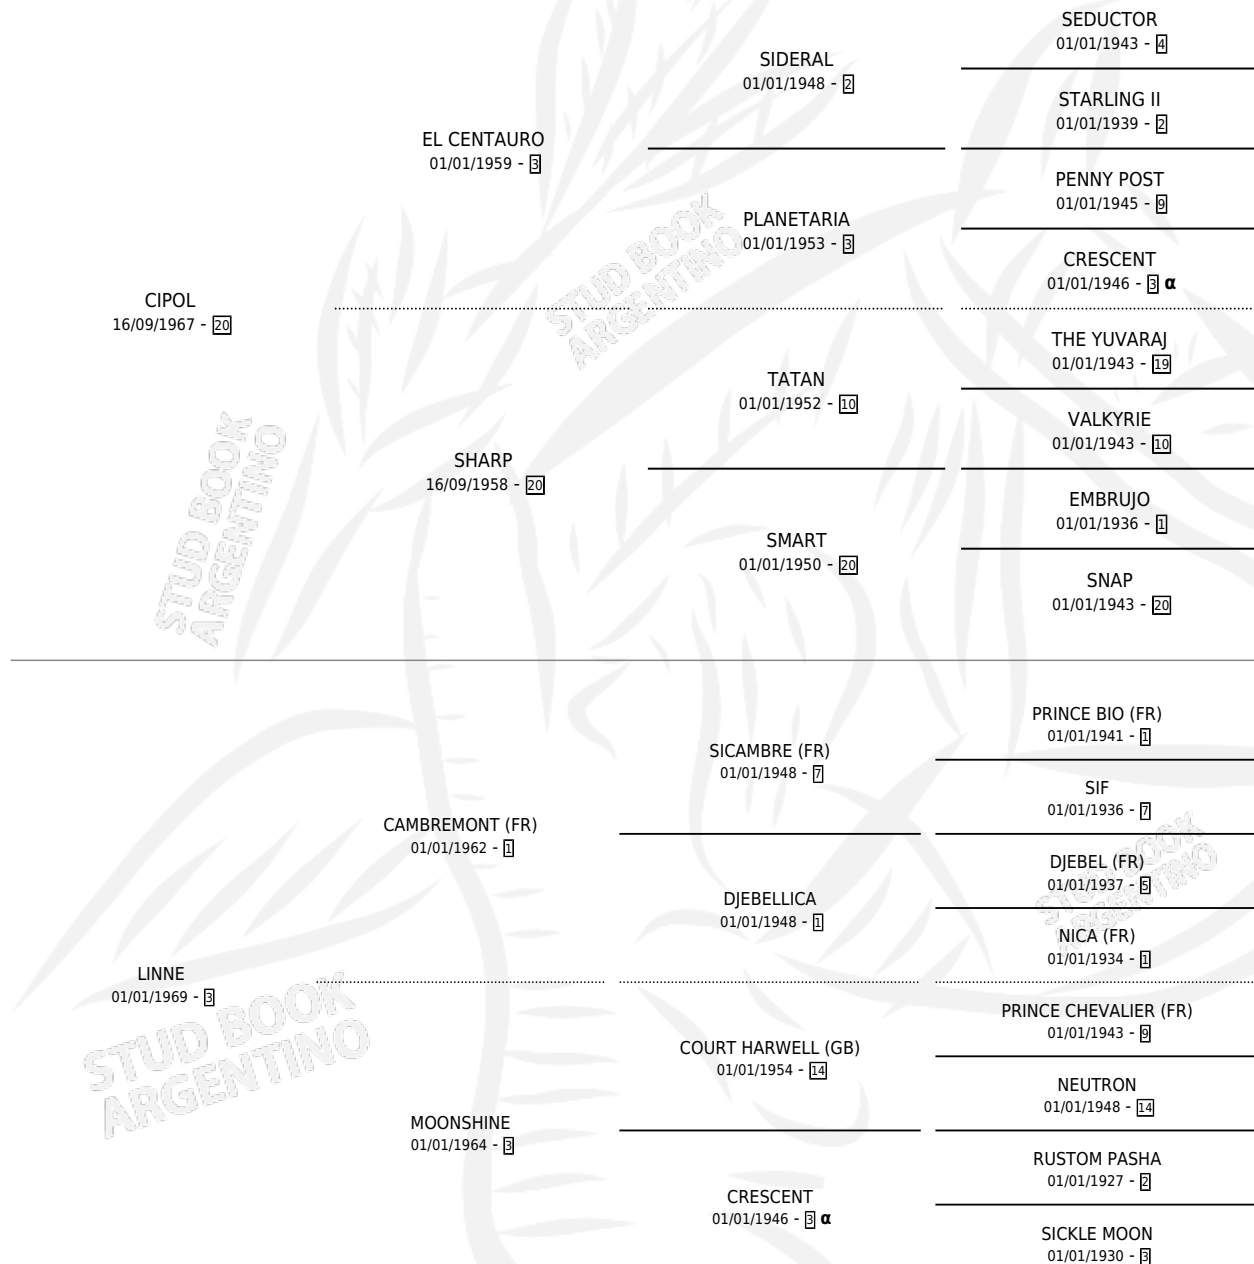 SEDUCTOR
01/01/1943 - 4
SIDERAL
01/01/1948 - 2
STARLING II
01/01/1939 - 2
EL CENTAURO
01/01/1959 - 3
PENNY POST
01/01/1945 - 9
PLANETARIA
01/01/1953 - 3
CRESCENT
01/01/1946 - 3 α
CIPOL
16/09/1967 - 20
THE YUVARAJ
01/01/1943 - 19
TATAN
01/01/1952 - 10
VALKYRIE
01/01/1943 - 10
SHARP
16/09/1958 - 20
EMBRUJO
01/01/1936 - 1
SMART
01/01/1950 - 20
SNAP
01/01/1943 - 20
STUD BOOK
ARGENTINO
STUD BOOK
ARGENTINO
PRINCE BIO (FR)
01/01/1941 - 1
SICAMBRE (FR)
01/01/1948 - 7
SIF
01/01/1936 - 7
CAMBREMONT (FR)
01/01/1962 - 1
DJEBEL (FR)
01/01/1937 - 5
DJEBELLICA
01/01/1948 - 1
NICA (FR)
01/01/1934 - 1
LINNE
01/01/1969 - 3
PRINCE CHEVALIER (FR)
01/01/1943 - 9
COURT HARWELL (GB)
01/01/1954 - 14
NEUTRON
01/01/1948 - 14
MOONSHINE
01/01/1964 - 3
RUSTOM PASHA
01/01/1927 - 2
CRESCENT
01/01/1946 - 3 α
SICKLE MOON
01/01/1930 - 3
STUD BOOK
ARGENTINO
STUD BOOK
ARGENTINO